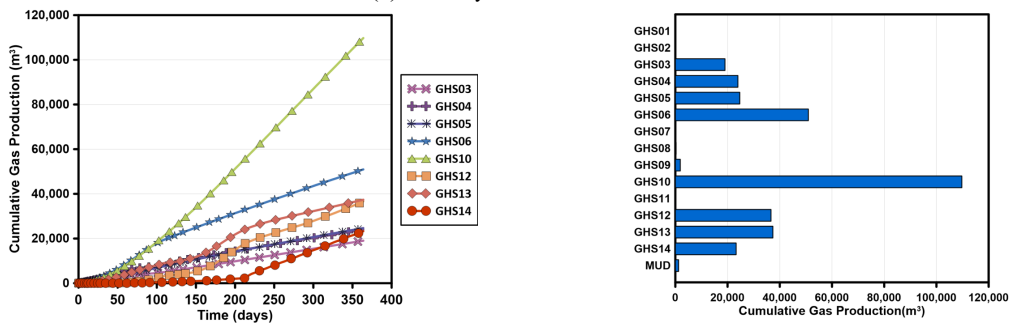 120,000
100,000
80,000
60,000
40,000
20,000
0
Cumulative Gas Production (m³)
0 50 100 150 200 250 300 350 400
Time (days)
GHS03
GHS04
GHS05
GHS06
GHS10
GHS12
GHS13
GHS14
GHS01
GHS02
GHS03
GHS04
GHS05
GHS06
GHS07
GHS08
GHS09
GHS10
GHS11
GHS12
GHS13
GHS14
MUD
0 20,000 40,000 60,000 80,000 100,000 120,000
Cumulative Gas Production(m³)